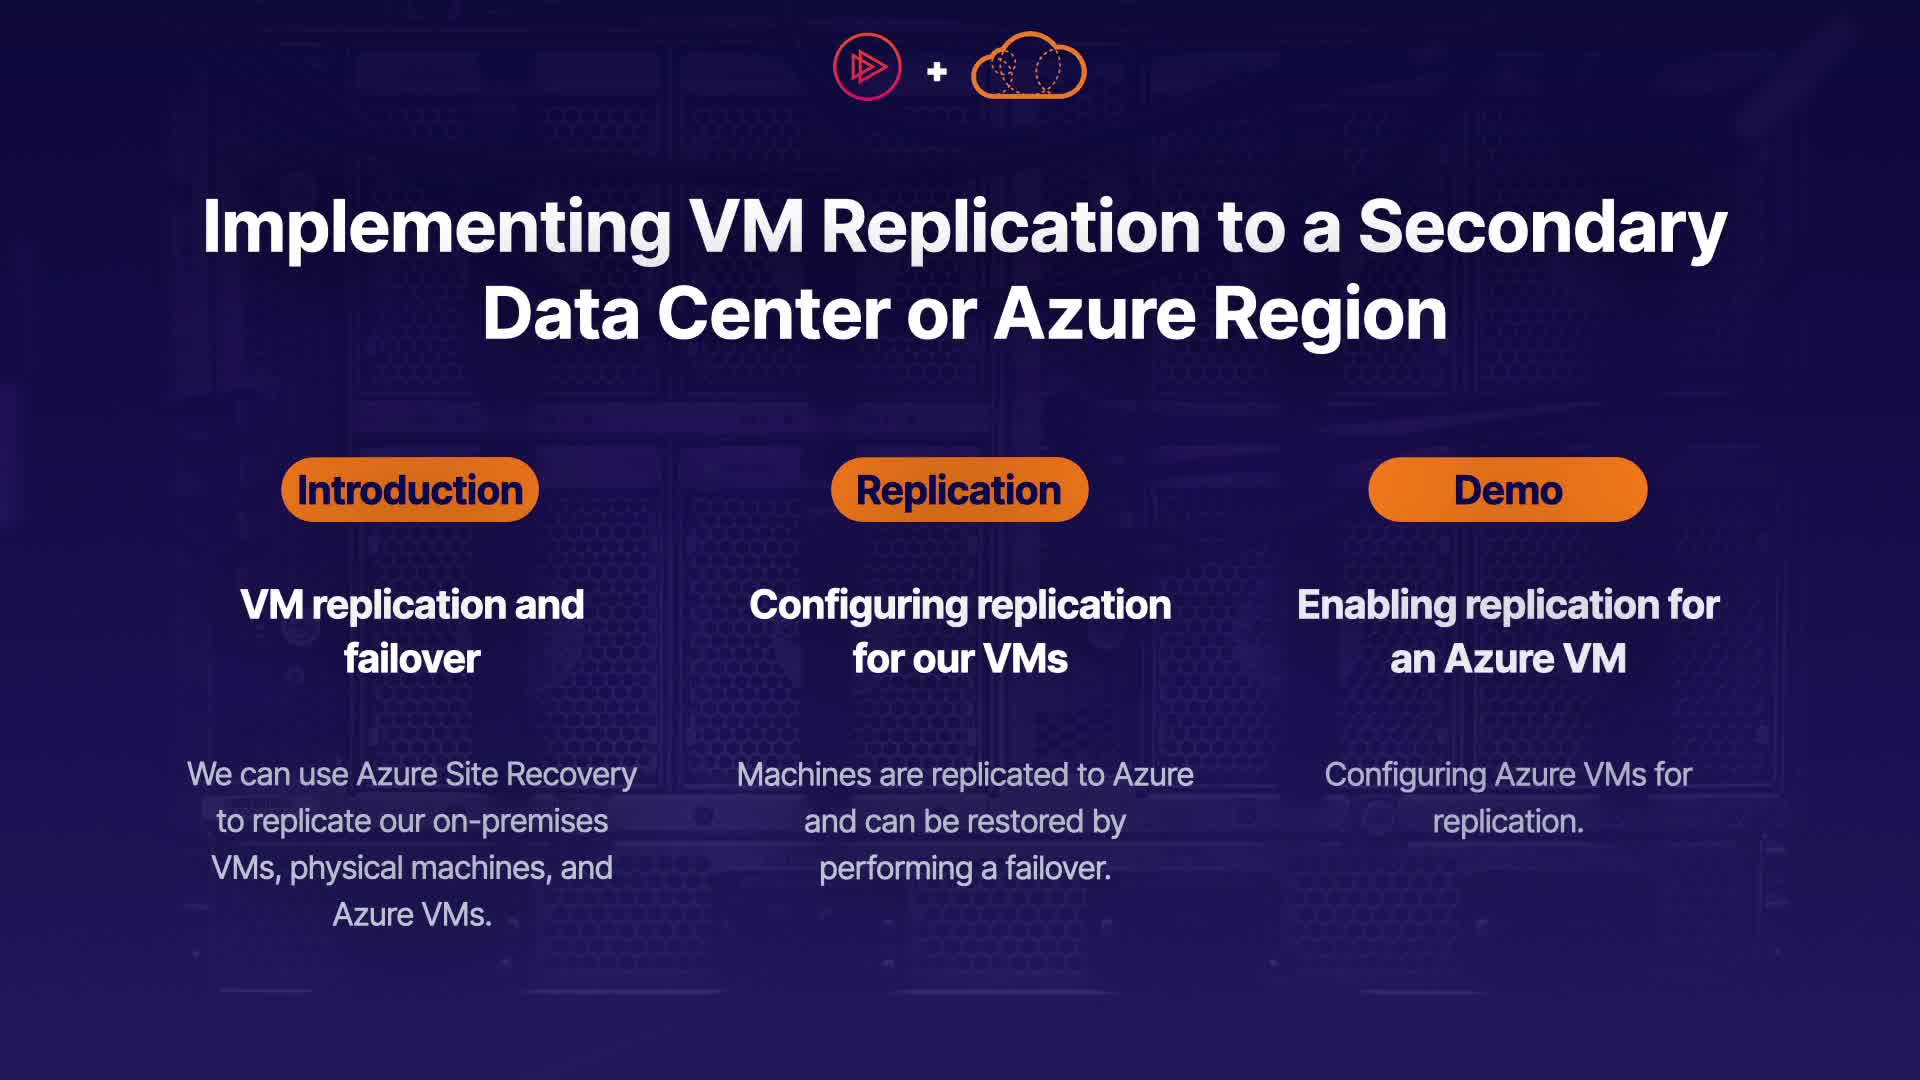 Implementing VM Replication to a Secondary
Data Center or Azure Region
Introduction
VM replication and
failover
We can use Azure Site Recovery
to replicate our on-premises
VMs, physical machines, and
Azure VMs.
Replication
Configuring replication
for our VMs
Machines are replicated to Azure
and can be restored by
performing a failover.
Demo
Enabling replication for
an Azure VM
Configuring Azure VMs for
replication.